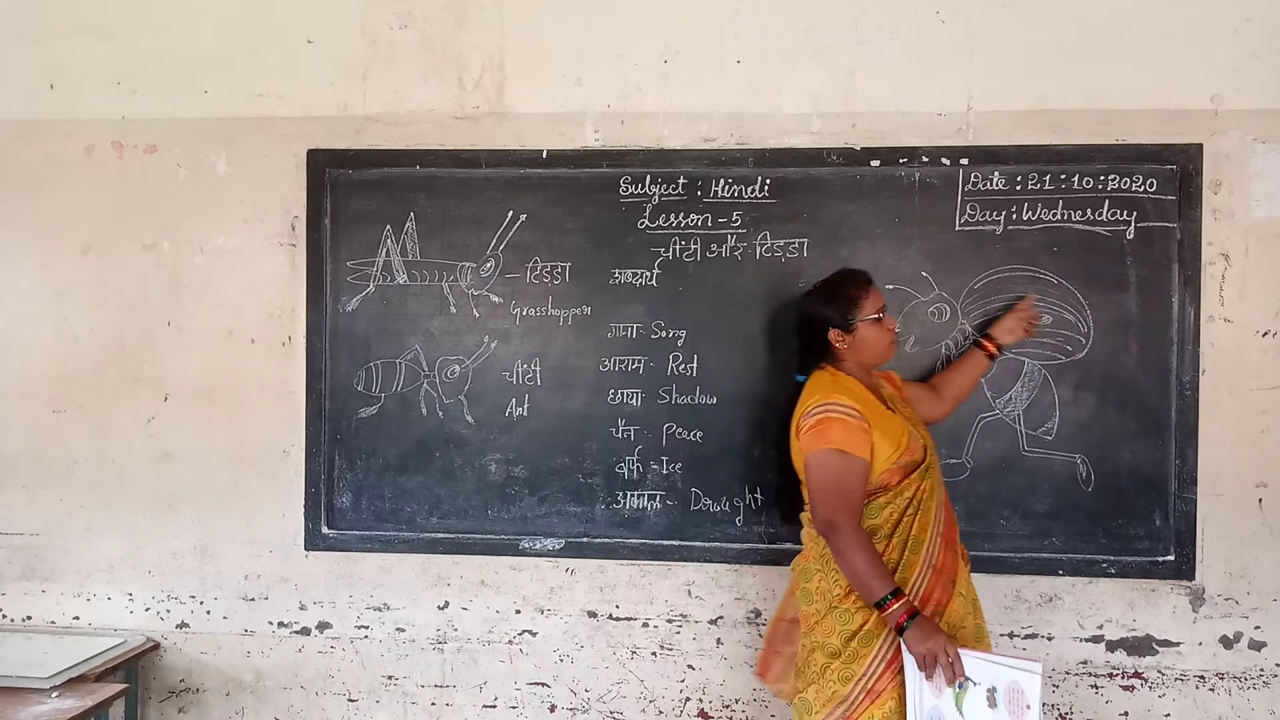 Subject : Hindi
Lesson - 5
चींटी और टिड्डा
Date : 21 : 10 : 2020
Day : Wednesday
- टिड्डा
Grasshopper
चींटी
Ant
शब्दार्थ
गाना - Song
आराम - Rest
छाया - Shadow
चैन - Peace
बर्फ - Ice
अकाल - Drought